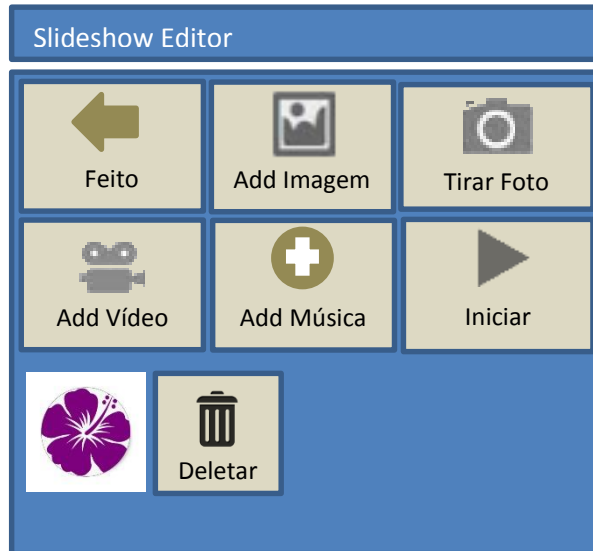 Slideshow Editor
Feito
Add Imagem
Tirar Foto
Add Vídeo
Add Música
Iniciar
Deletar